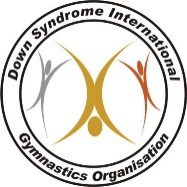 Down Syndrome International
Gymnastics Organisation